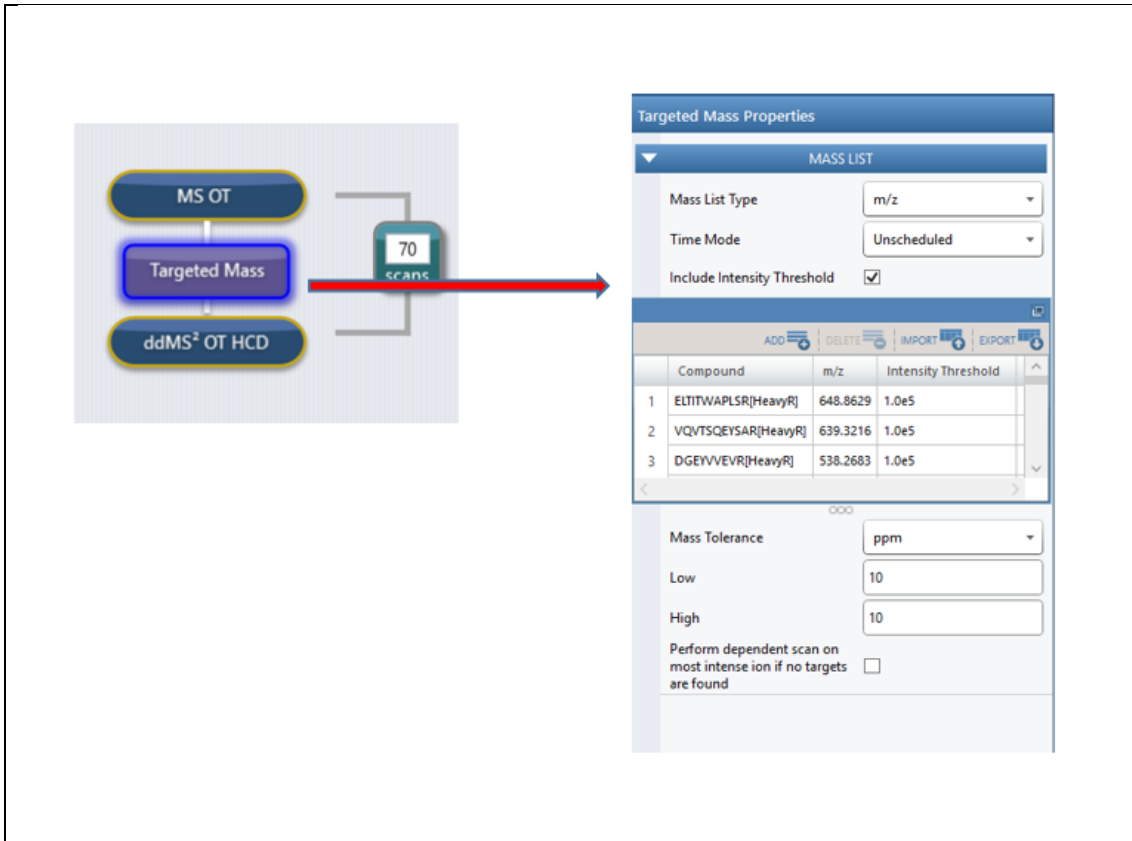 MS OT
Targeted Mass
ddMS² OT HCD
70
scans
Targeted Mass Properties
MASS LIST
Mass List Type m/z
Time Mode Unscheduled
Include Intensity Threshold
ADD DELETE IMPORT EXPORT
Compound m/z Intensity Threshold
1 ELTITWAPLSR[HeavyR] 648.8629 1.0e5
2 VQVTSQEYSAR[HeavyR] 639.3216 1.0e5
3 DGEYVVEVR[HeavyR] 538.2683 1.0e5
Mass Tolerance ppm
Low 10
High 10
Perform dependent scan on
most intense ion if no targets
are found